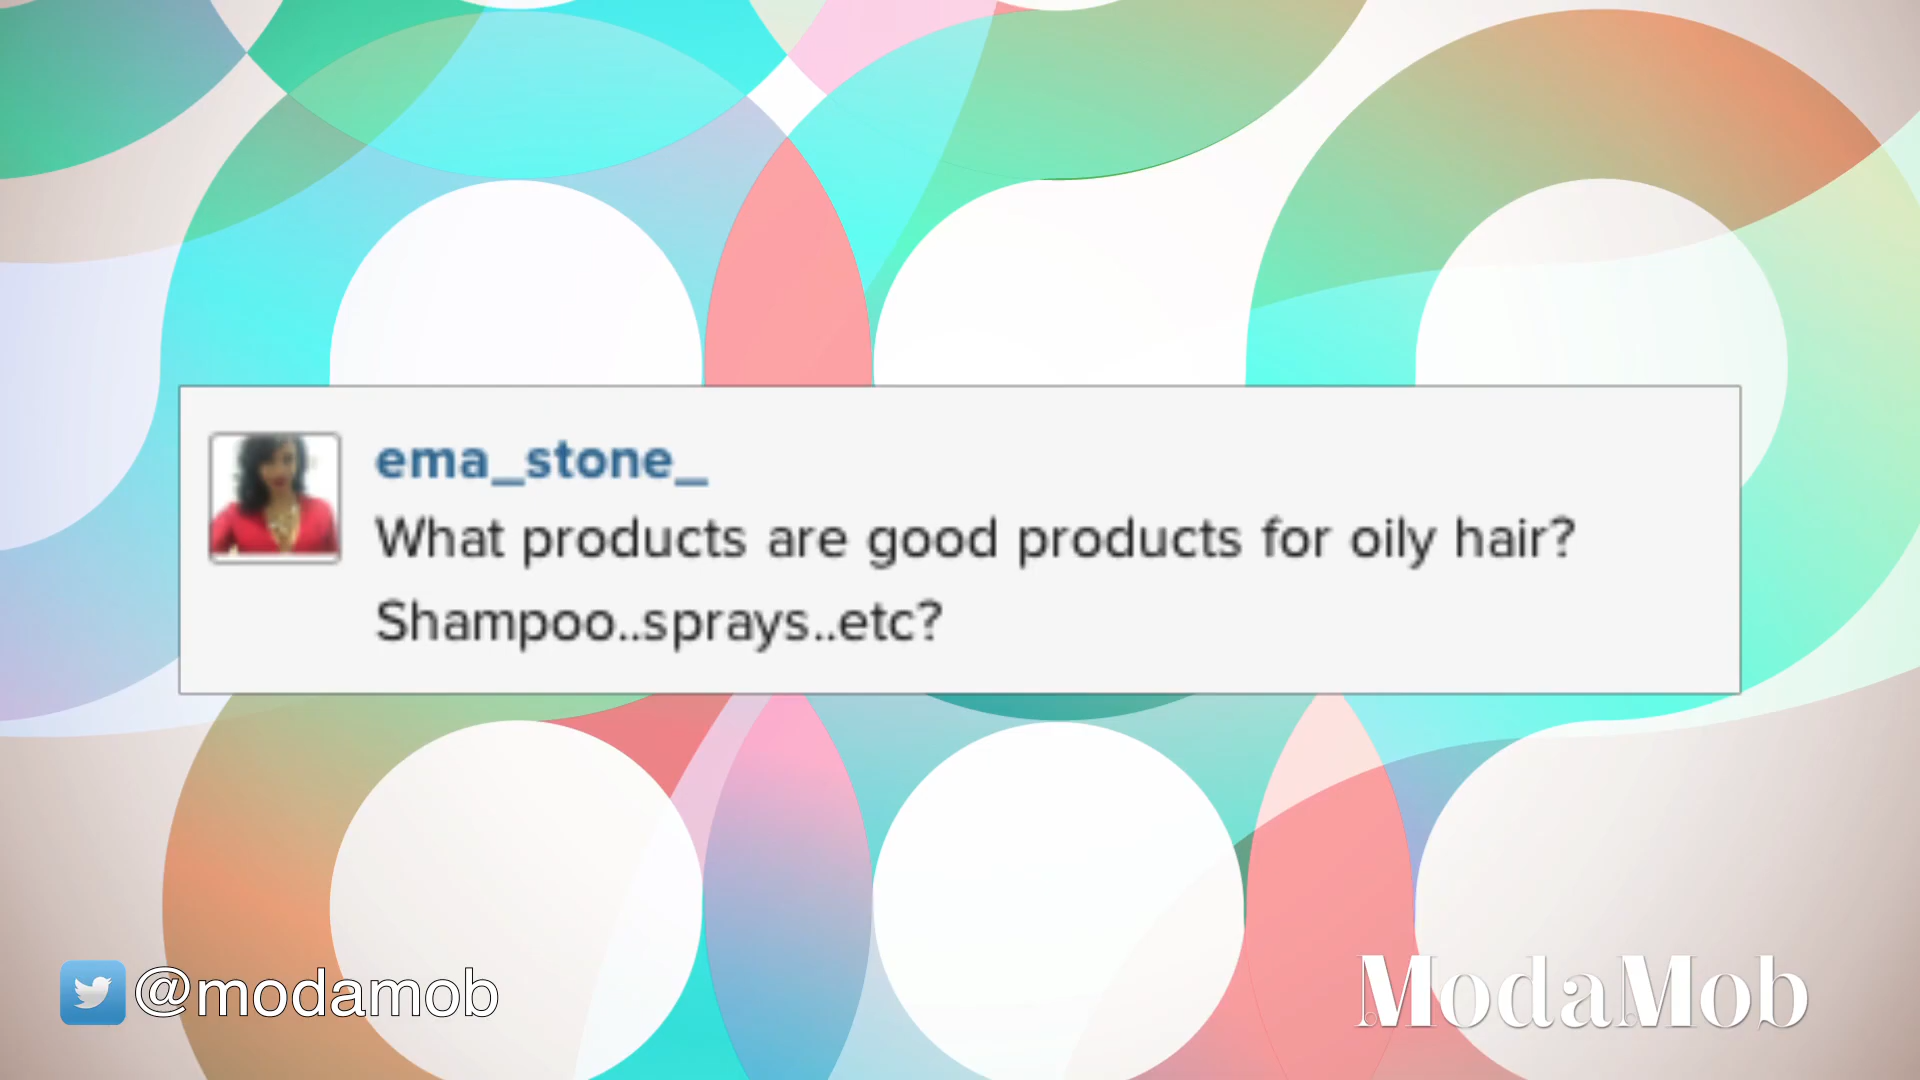 ema_stone_
What products are good products for oily hair?
Shampoo..sprays..etc?
@modamob
ModaMob